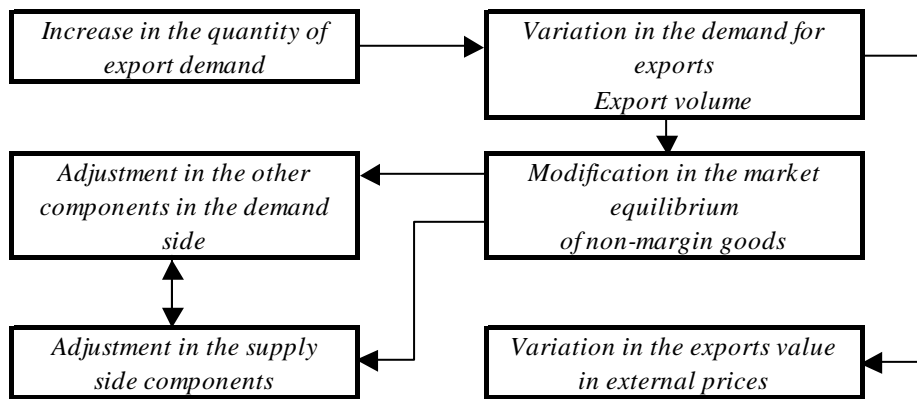 Increase in the quantity of
export demand
Variation in the demand for
exports
Export volume
Adjustment in the other
components in the demand
side
Modification in the market
equilibrium
of non-margin goods
Adjustment in the supply
side components
Variation in the exports value
in external prices